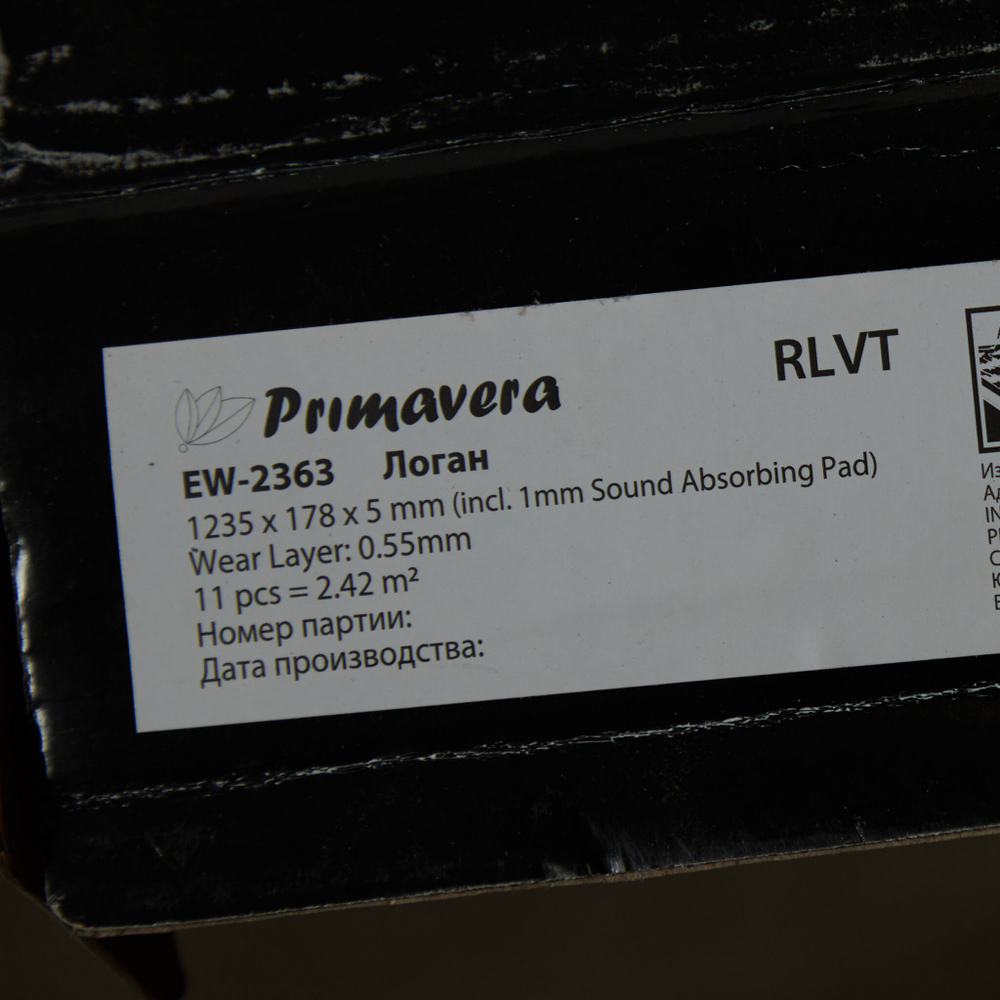 Primavera
RLVT
EW-2363 Логан
1235 x 178 x 5 mm (incl. 1mm Sound Absorbing Pad)
Wear Layer: 0.55mm
11 pcs = 2.42 m²
Номер партии:
Дата производства: